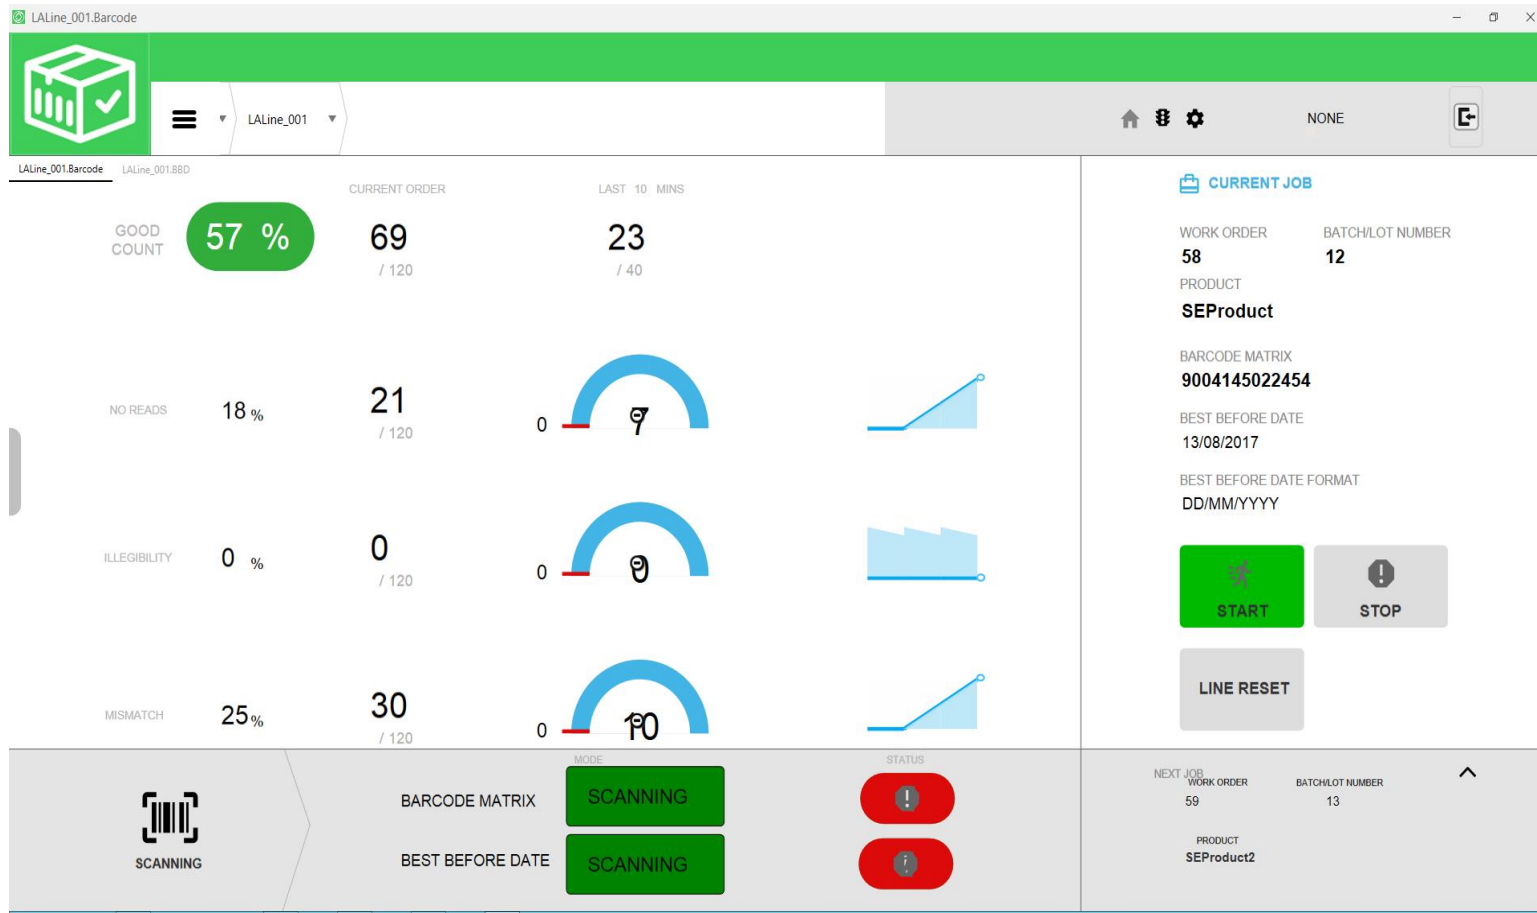 LALine_001.Barcode
LALine_001
NONE
LALine_001.Barcode LALine_001.BBD
CURRENT ORDER LAST 10 MINS
GOOD COUNT 57 % 69 / 120 23 / 40
NO READS 18 % 21 / 120 0
ILLEGIBILITY 0 % 0 / 120 0
MISMATCH 25 % 30 / 120 0
CURRENT JOB
WORK ORDER BATCH/LOT NUMBER
58 12
PRODUCT
SEProduct
BARCODE MATRIX
9004145022454
BEST BEFORE DATE
13/08/2017
BEST BEFORE DATE FORMAT
DD/MM/YYYY
START STOP
LINE RESET
MODE STATUS
SCANNING
BARCODE MATRIX SCANNING
BEST BEFORE DATE SCANNING
NEXT JOB
WORK ORDER BATCH/LOT NUMBER
59 13
PRODUCT
SEProduct2